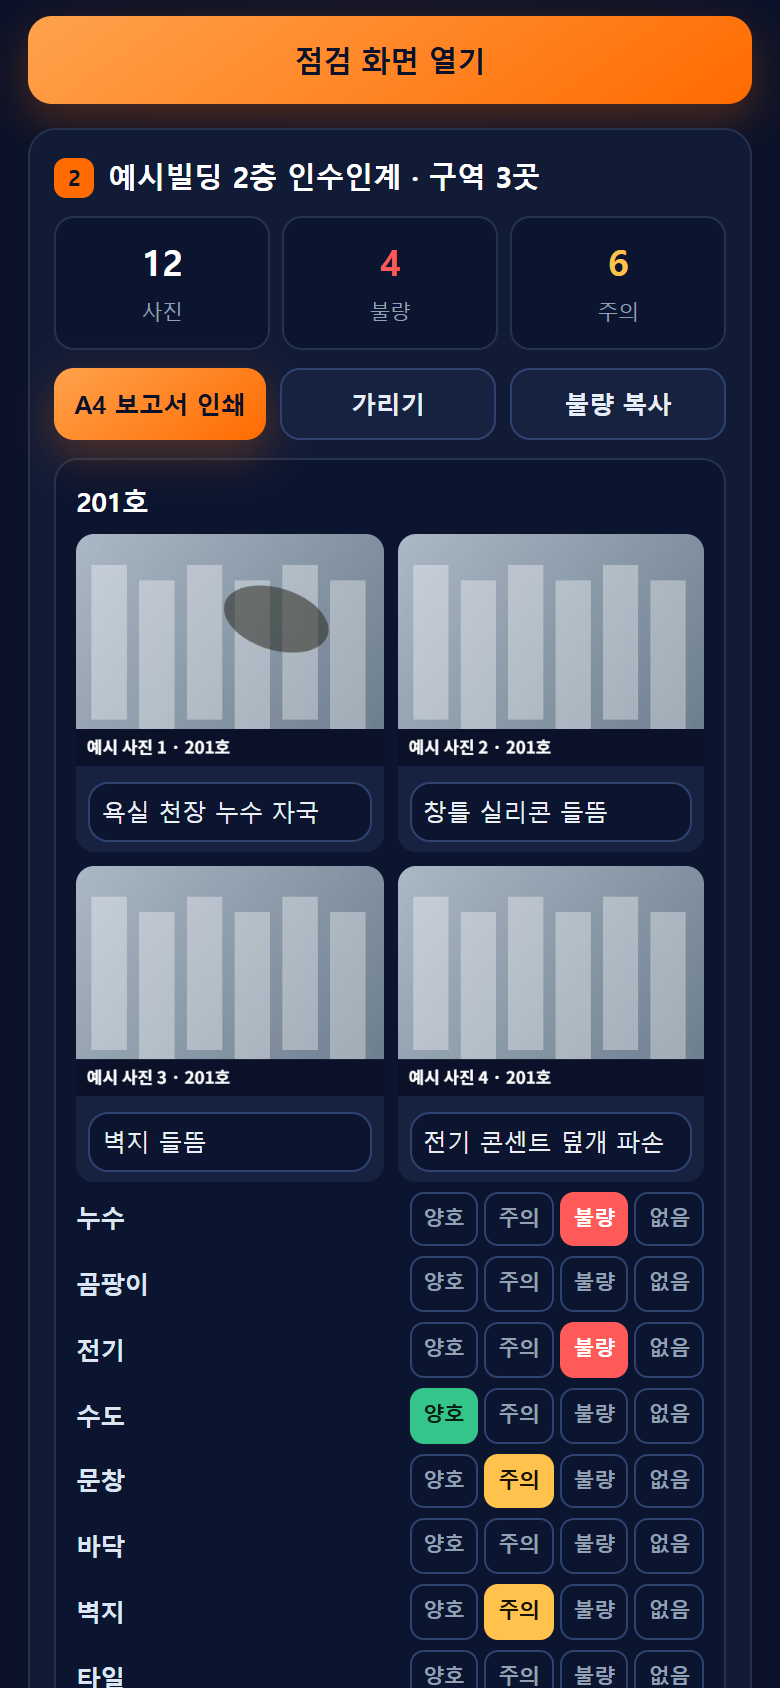 점검 화면 열기
2 예시빌딩 2층 인수인계 · 구역 3곳
12 4 6
사진 불량 주의
A4 보고서 인쇄 가리기 불량 복사
201호
예시 사진 1 · 201호 예시 사진 2 · 201호
욕실 천장 누수 자국 창틀 실리콘 들뜸
예시 사진 3 · 201호 예시 사진 4 · 201호
벽지 들뜸 전기 콘센트 덮개 파손
누수 양호 주의 불량 없음
곰팡이 양호 주의 불량 없음
전기 양호 주의 불량 없음
수도 양호 주의 불량 없음
문창 양호 주의 불량 없음
바닥 양호 주의 불량 없음
벽지 양호 주의 불량 없음
타일 양호 주의 불량 없음